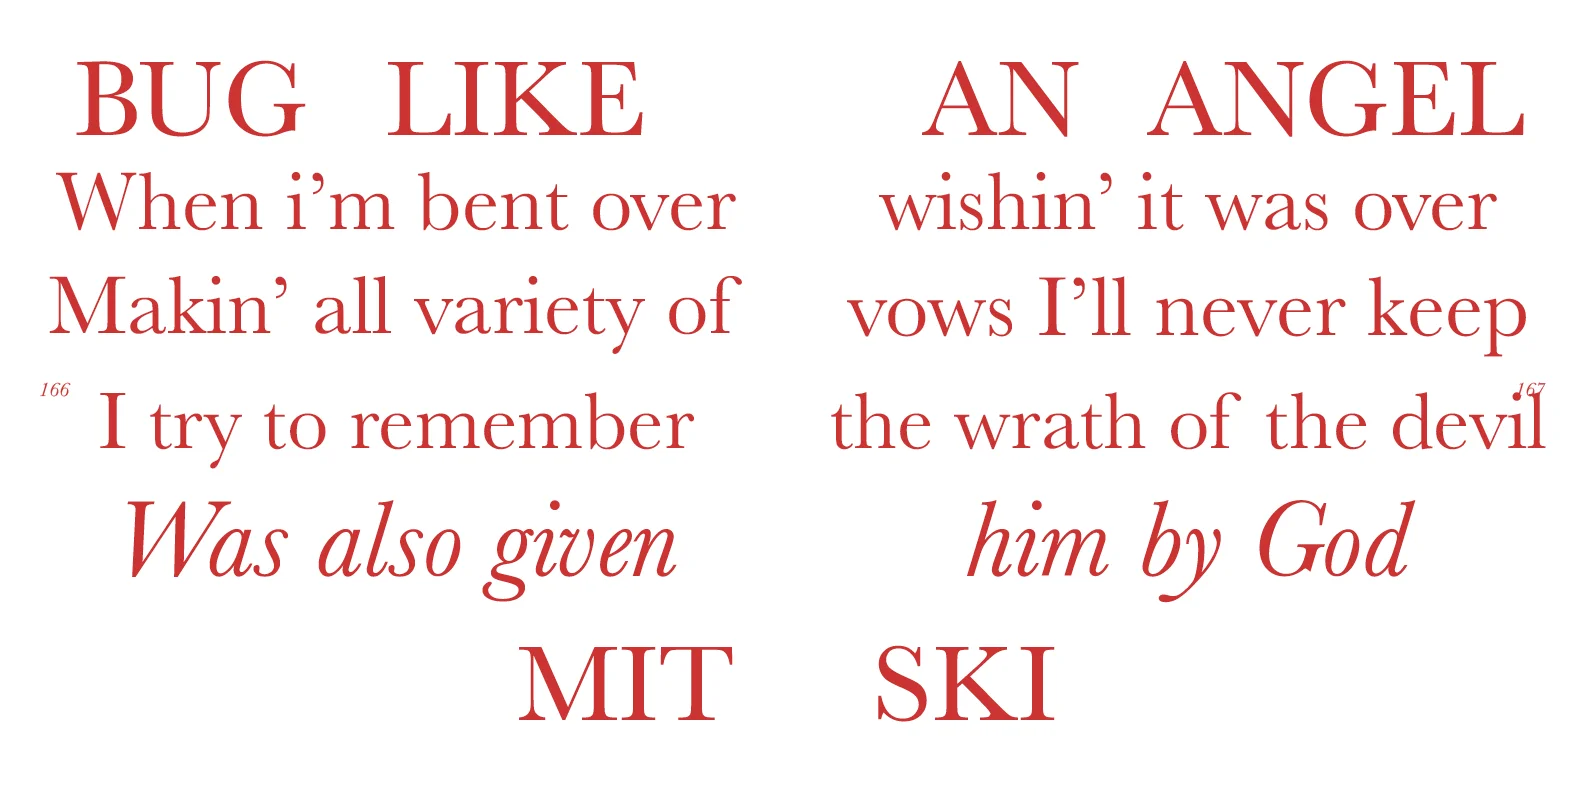 BUG LIKE AN ANGEL
When i’m bent over wishin’ it was over
Makin’ all variety of vows I’ll never keep
166
167
I try to remember the wrath of the devil
Was also given him by God
MIT SKI